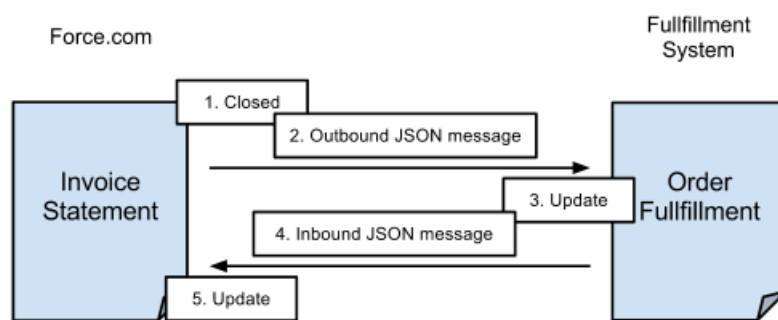 Force.com
Fullfillment
System
1. Closed
2. Outbound JSON message
Invoice
Statement
3. Update
Order
Fullfillment
4. Inbound JSON message
5. Update